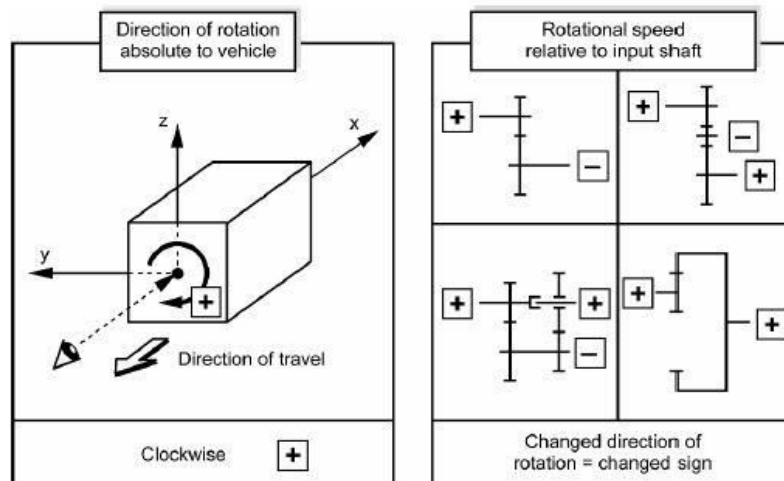 Direction of rotation
absolute to vehicle
z
x
y
+
Direction of travel
Clockwise +
Rotational speed
relative to input shaft
+
−
+
−
+
+ +
−
+
+
Changed direction of
rotation = changed sign